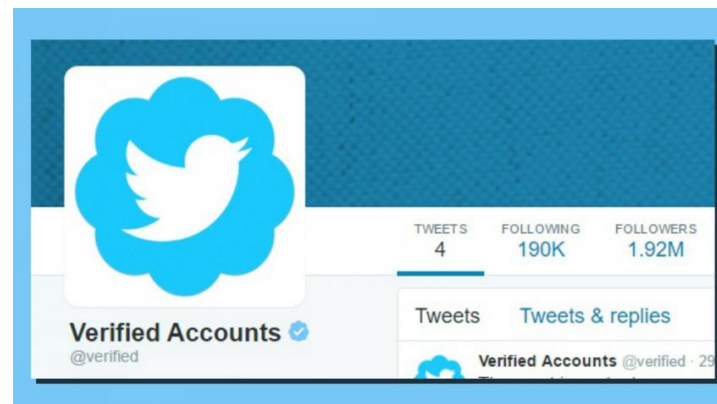 TWEETS FOLLOWING FOLLOWERS
4 190K 1.92M
Tweets Tweets & replies
Verified Accounts
@verified
Verified Accounts @verified · 29